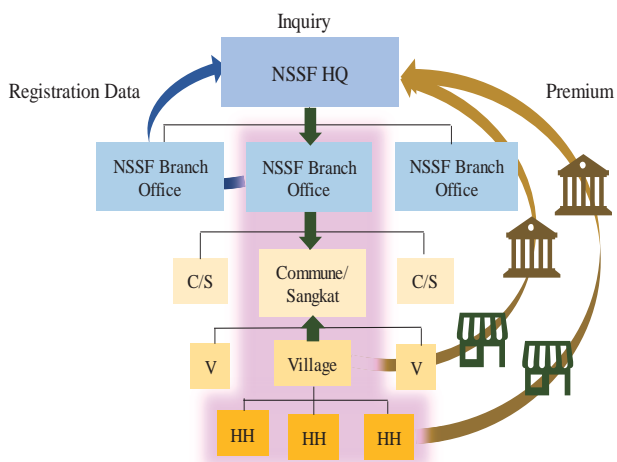 Inquiry
NSSF HQ
Registration Data
Premium
NSSF Branch
Office
NSSF Branch
Office
NSSF Branch
Office
C/S
Commune/
Sangkat
C/S
V
Village
V
HH
HH
HH